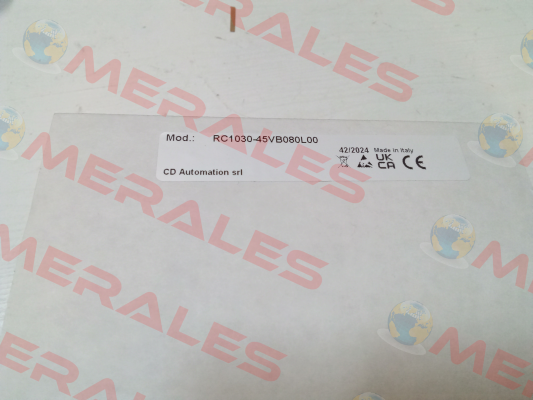 Mod.: RC1030-45VB080L00
42/2024 Made in Italy
UK CA CE
CD Automation srl
MERALES
MERALES
MERALES
MERALES
MERALES
MERALES